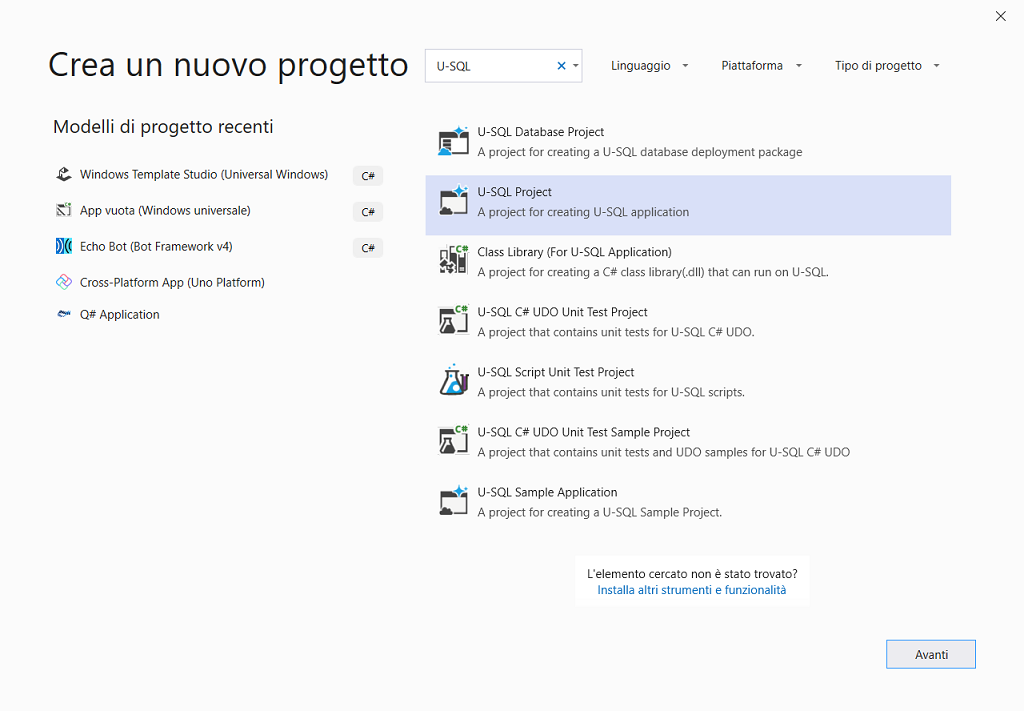 Crea un nuovo progetto
U-SQL
Linguaggio
Piattaforma
Tipo di progetto
Modelli di progetto recenti
Windows Template Studio (Universal Windows)
C#
App vuota (Windows universale)
C#
Echo Bot (Bot Framework v4)
C#
Cross-Platform App (Uno Platform)
Q# Application
U-SQL Database Project
A project for creating a U-SQL database deployment package
U-SQL Project
A project for creating U-SQL application
C#
Class Library (For U-SQL Application)
A project for creating a C# class library(.dll) that can run on U-SQL.
C#
U-SQL C# UDO Unit Test Project
A project that contains unit tests for U-SQL C# UDO.
U-SQL Script Unit Test Project
A project that contains unit tests for U-SQL scripts.
C#
U-SQL C# UDO Unit Test Sample Project
A project that contains unit tests and UDO samples for U-SQL C# UDO
U-SQL Sample Application
A project for creating a U-SQL Sample Project.
L'elemento cercato non è stato trovato?
Installa altri strumenti e funzionalità
Avanti